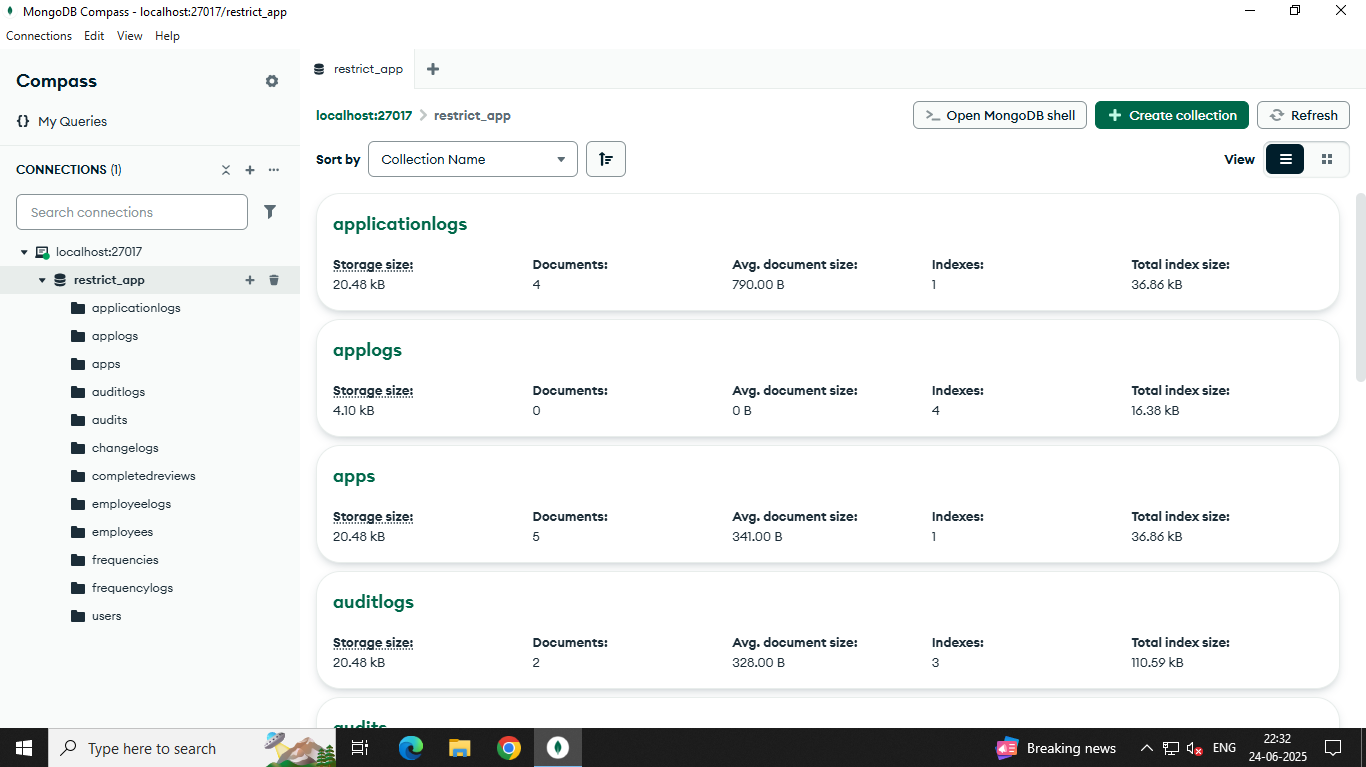 MongoDB Compass - localhost:27017/restrict_app
Connections Edit View Help
Compass
My Queries
CONNECTIONS (1)
Search connections
localhost:27017
restrict_app
applicationlogs
applogs
apps
auditlogs
audits
changelogs
completedreviews
employeelogs
employees
frequencies
frequencylogs
users
restrict_app
localhost:27017 restrict_app
Open MongoDB shell
Create collection
Refresh
Sort by Collection Name
View
applicationlogs
Storage size: Documents: Avg. document size: Indexes: Total index size:
20.48 kB 4 790.00 B 1 36.86 kB
applogs
Storage size: Documents: Avg. document size: Indexes: Total index size:
4.10 kB 0 0 B 4 16.38 kB
apps
Storage size: Documents: Avg. document size: Indexes: Total index size:
20.48 kB 5 341.00 B 1 36.86 kB
auditlogs
Storage size: Documents: Avg. document size: Indexes: Total index size:
20.48 kB 2 328.00 B 3 110.59 kB
audits
Type here to search
Breaking news
ENG
22:32
24-06-2025